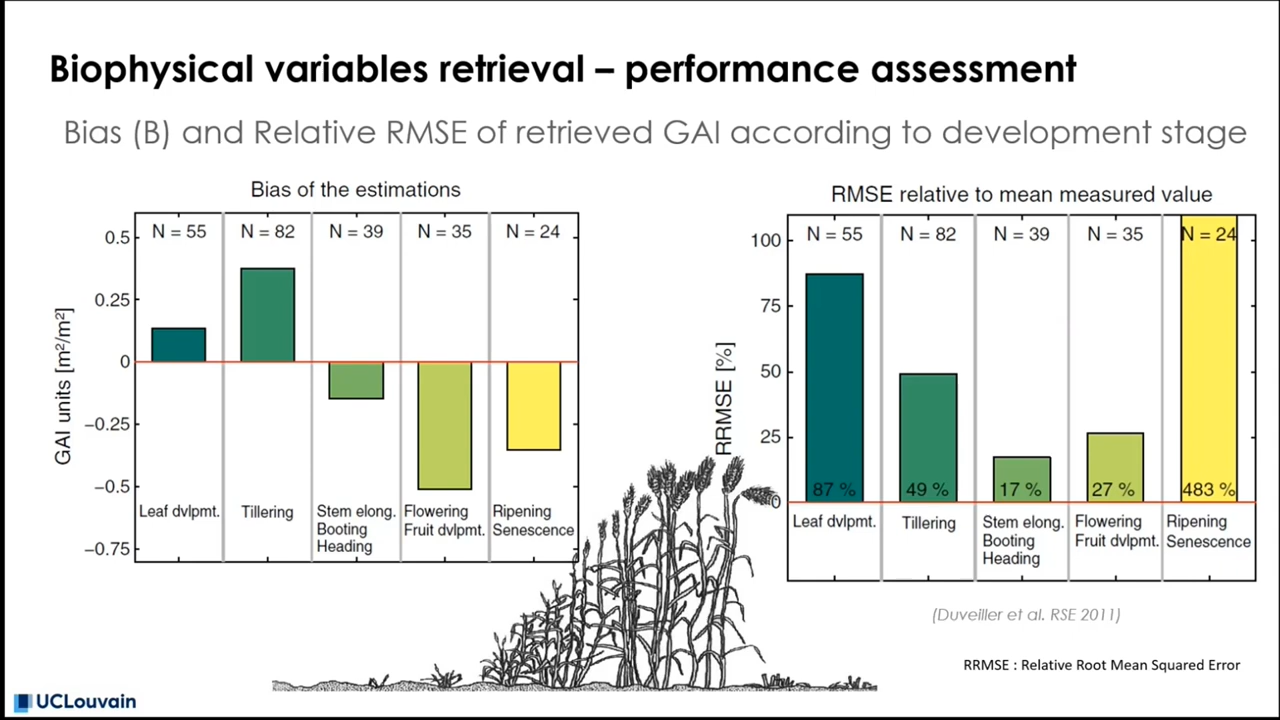 Biophysical variables retrieval – performance assessment
Bias (B) and Relative RMSE of retrieved GAI according to development stage
Bias of the estimations
GAI units [m²/m²]
0.5
0.25
0
−0.25
−0.5
−0.75
N = 55
N = 82
N = 39
N = 35
N = 24
Leaf dvlpmt.
Tillering
Stem elong.
Booting
Heading
Flowering
Fruit dvlpmt.
Ripening
Senescence
RMSE relative to mean measured value
RRMSE [%]
100
75
50
25
0
N = 55
N = 82
N = 39
N = 35
N = 24
87 %
49 %
17 %
27 %
483 %
Leaf dvlpmt.
Tillering
Stem elong.
Booting
Heading
Flowering
Fruit dvlpmt.
Ripening
Senescence
(Duveiller et al. RSE 2011)
RRMSE : Relative Root Mean Squared Error
UCLouvain